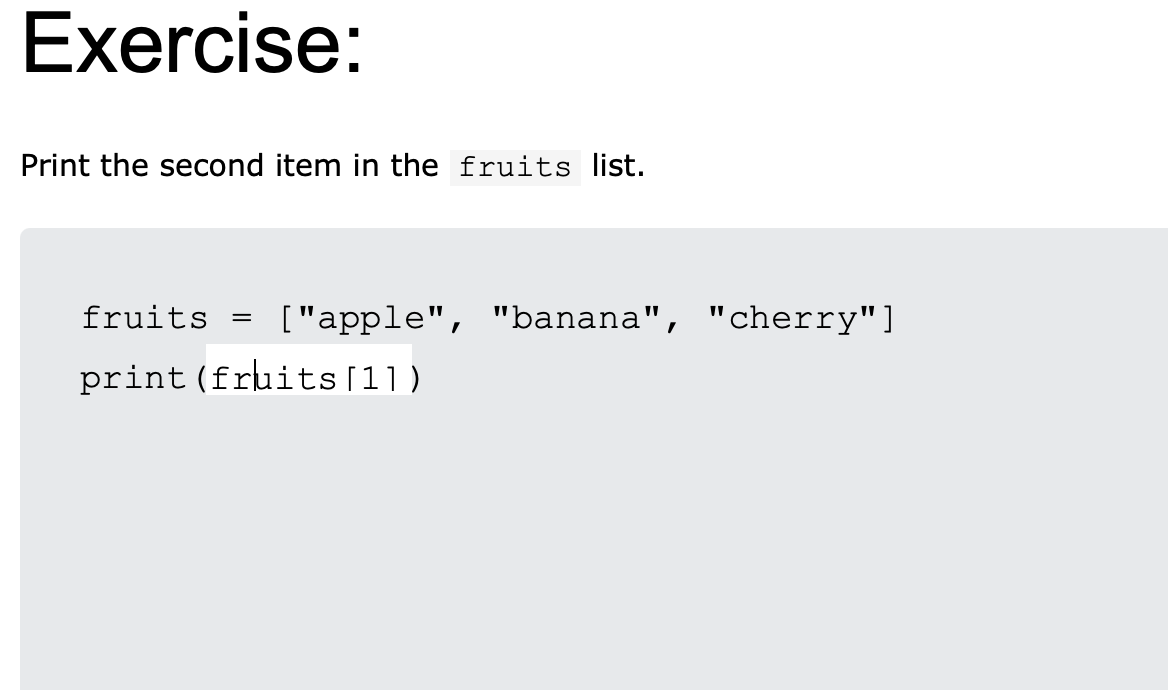 Exercise:
Print the second item in the fruits list.
fruits = ["apple", "banana", "cherry"]
print(fruits[1])